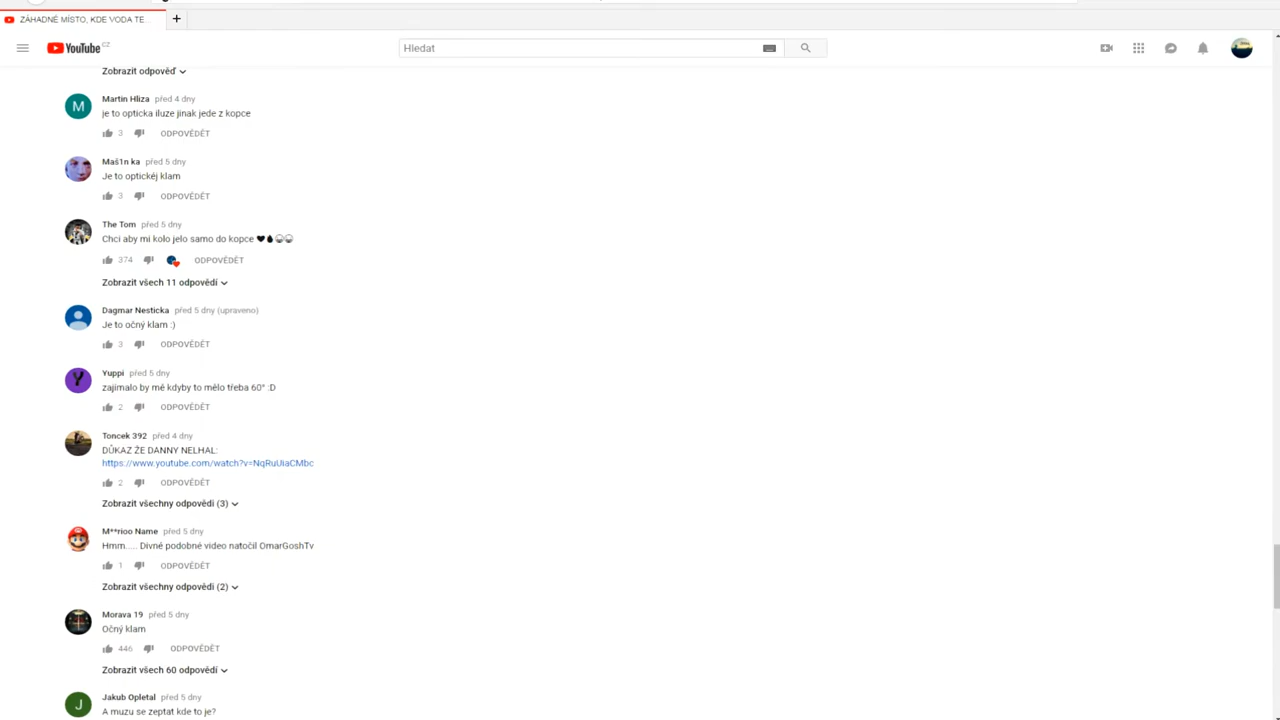 ZÁHADNÉ MÍSTO, KDE VODA TE...
YouTube CZ
Hledat
Zobrazit odpověď
Martin Hliza před 4 dny
je to opticka iluze jinak jede z kopce
3 ODPOVĚDĚT
Maš1n ka před 5 dny
Je to optickéj klam
3 ODPOVĚDĚT
The Tom před 5 dny
Chci aby mi kolo jelo samo do kopce
374 ODPOVĚDĚT
Zobrazit všech 11 odpovědí
Dagmar Nesticka před 5 dny (upraveno)
Je to očný klam :)
3 ODPOVĚDĚT
Yuppi před 5 dny
zajímalo by mě kdyby to mělo třeba 60° :D
2 ODPOVĚDĚT
Toncek 392 před 4 dny
DŮKAZ ŽE DANNY NELHAL:
https://www.youtube.com/watch?v=NqRuUiaCMbc
2 ODPOVĚDĚT
Zobrazit všechny odpovědi (3)
M**rioo Name před 5 dny
Hmm..... Divné podobné video natočil OmarGoshTv
1 ODPOVĚDĚT
Zobrazit všechny odpovědi (2)
Morava 19 před 5 dny
Očný klam
446 ODPOVĚDĚT
Zobrazit všech 60 odpovědí
J
Jakub Opletal před 5 dny
A muzu se zeptat kde to je?